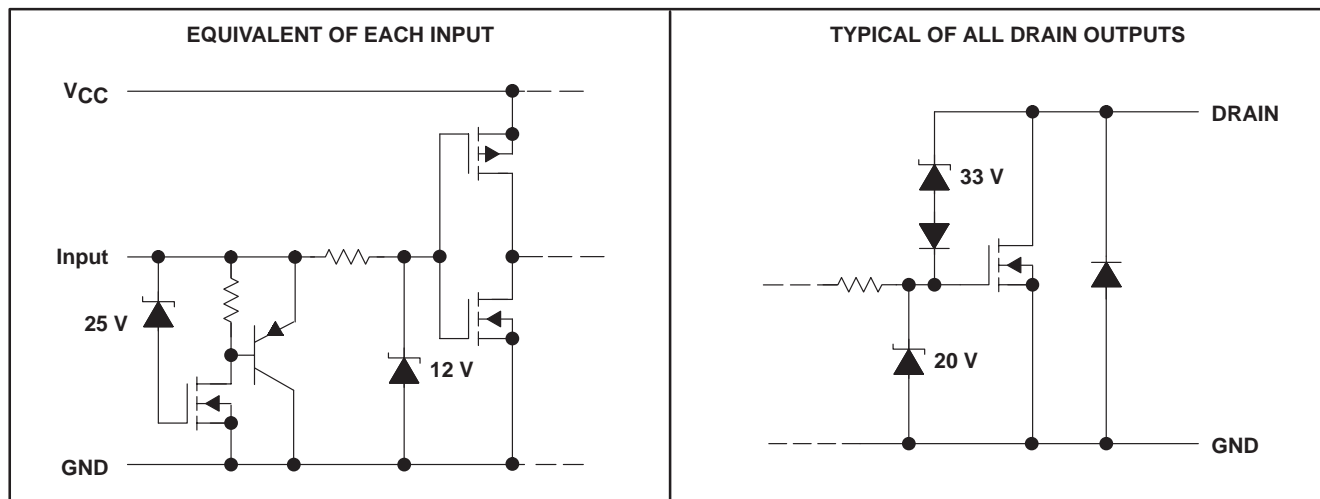 EQUIVALENT OF EACH INPUT
VCC
Input
25 V
12 V
GND
TYPICAL OF ALL DRAIN OUTPUTS
DRAIN
33 V
20 V
GND